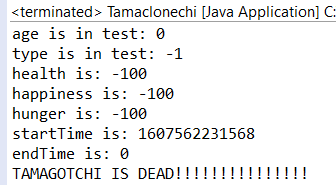 <terminated> Tamaclonechi [Java Application] C:
age is in test: 0
type is in test: -1
health is: -100
happiness is: -100
hunger is: -100
startTime is: 1607562231568
endTime is: 0
TAMAGOTCHI IS DEAD!!!!!!!!!!!!!!!